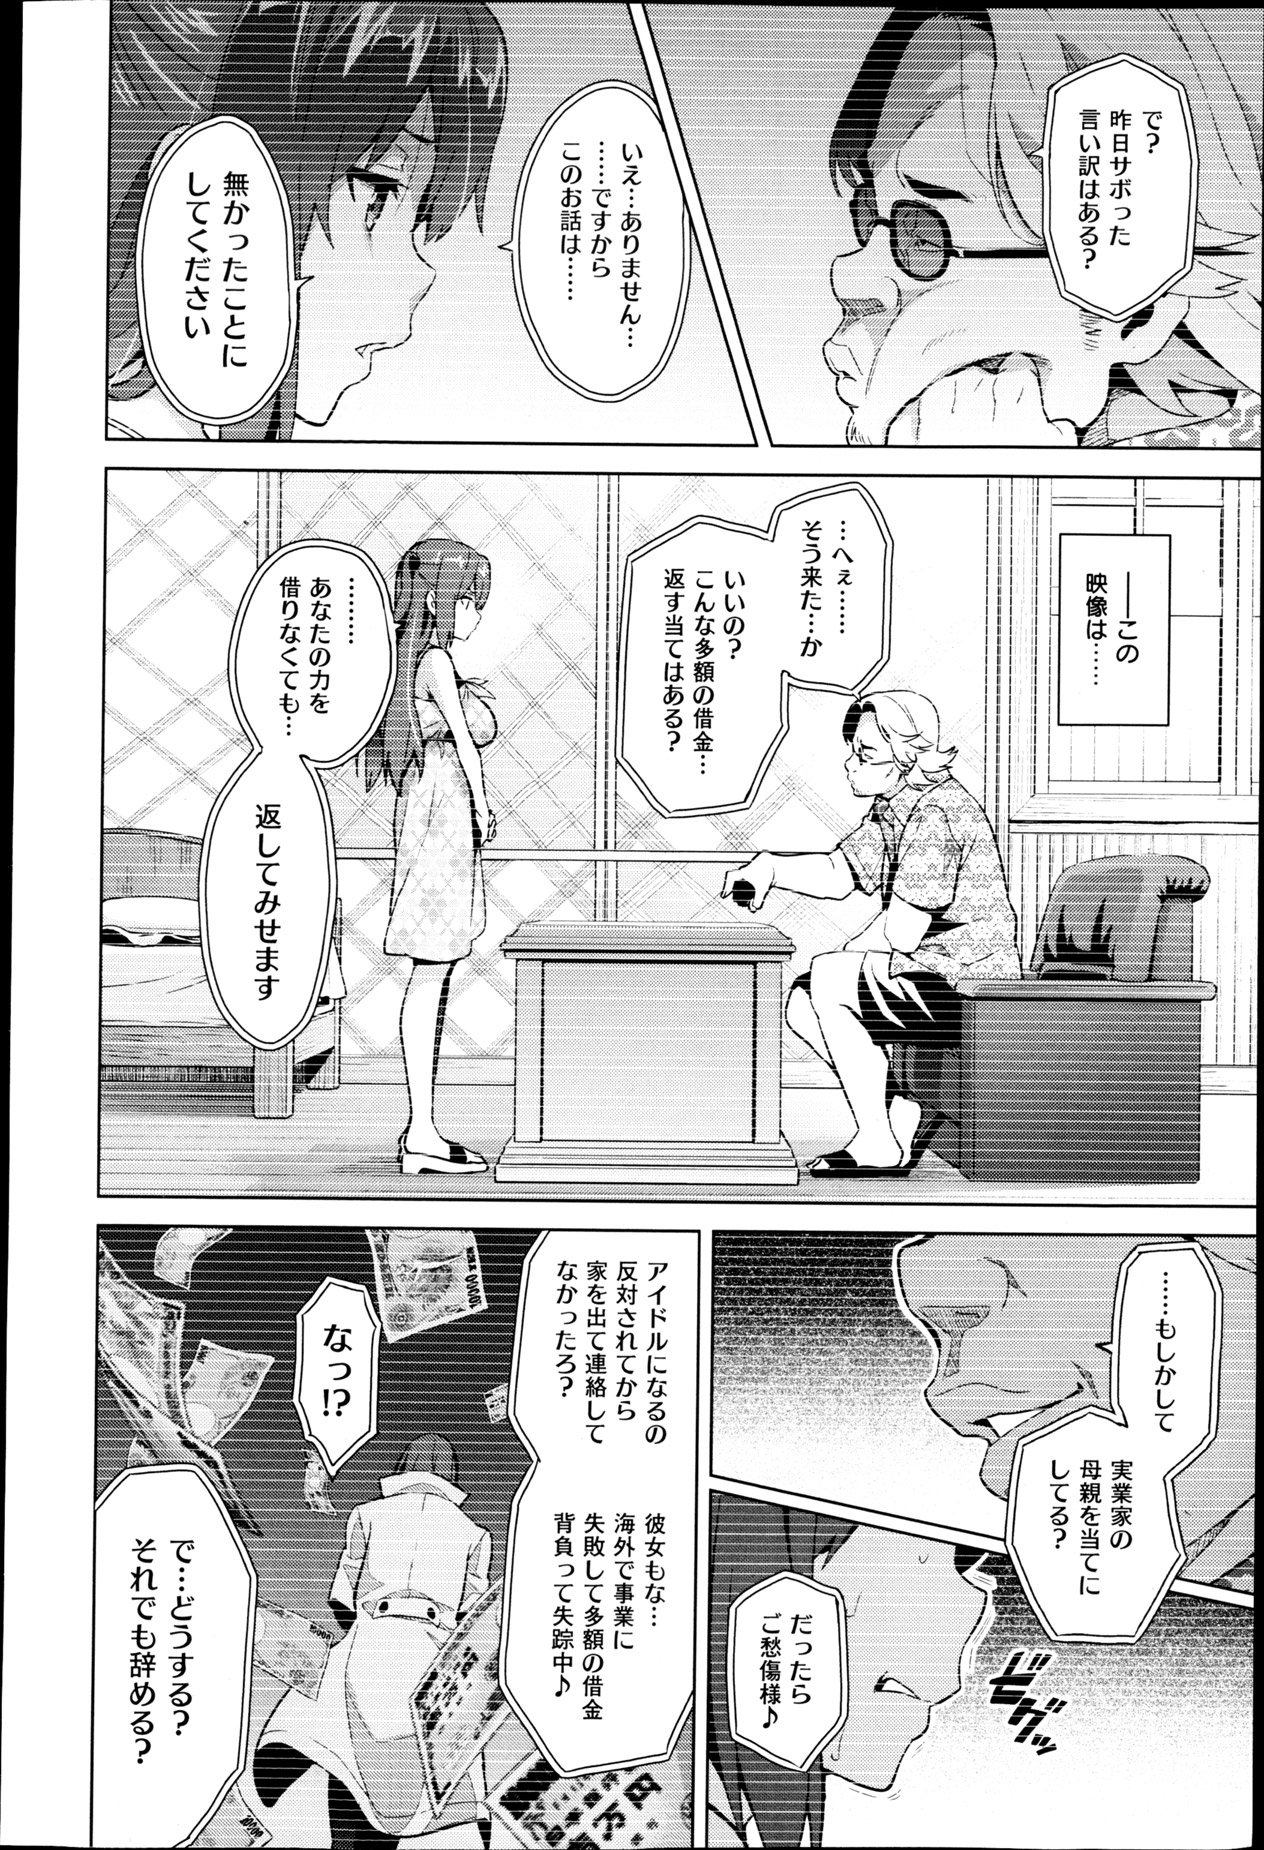 で？
昨日サボった
言い訳はある？
いえ…ありません…
……ですから
このお話は……
無かったことに
してください
――この
映像は……
…へぇ……
そう来た…か
いいの？
こんな多額の借金…
返す当てはある？
………
あなたの力を
借りなくても…
返してみせます
……もしかして
実業家の
母親を当てに
してる？
ビグッ
だったら
ご愁傷様♪
アイドルになるの
反対されてから
家を出て連絡して
なかったろ？
彼女もな…
海外で事業に
失敗して多額の借金
背負って失踪中♪
なっ!?
で…どうする？
それでも辞める？